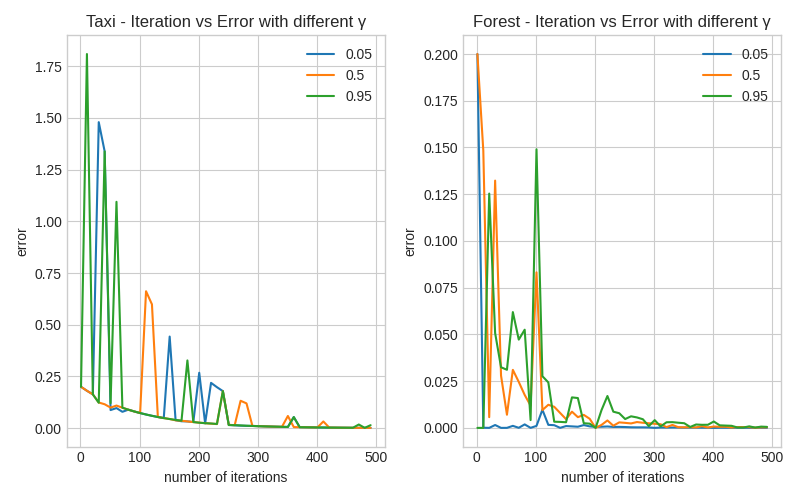 Taxi - Iteration vs Error with different γ
0.05
0.5
0.95
1.75
1.50
1.25
1.00
0.75
0.50
0.25
0.00
error
0 100 200 300 400 500
number of iterations
Forest - Iteration vs Error with different γ
0.05
0.5
0.95
0.200
0.175
0.150
0.125
0.100
0.075
0.050
0.025
0.000
error
0 100 200 300 400 500
number of iterations